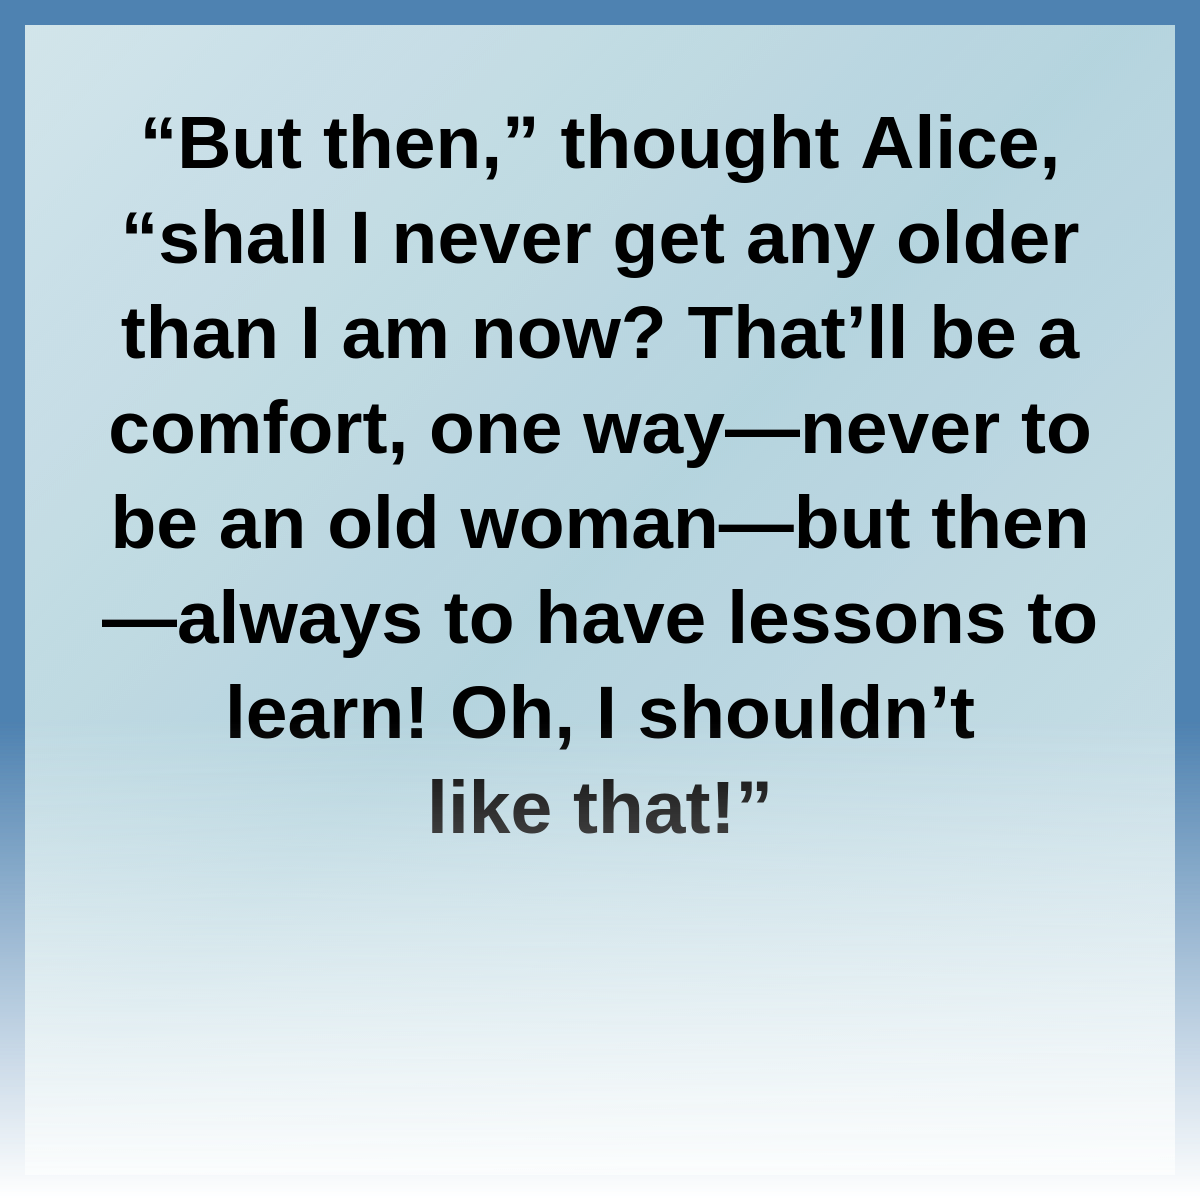 “But then,” thought Alice,
“shall I never get any older
than I am now? That’ll be a
comfort, one way—never to
be an old woman—but then
—always to have lessons to
learn! Oh, I shouldn’t
like that!”